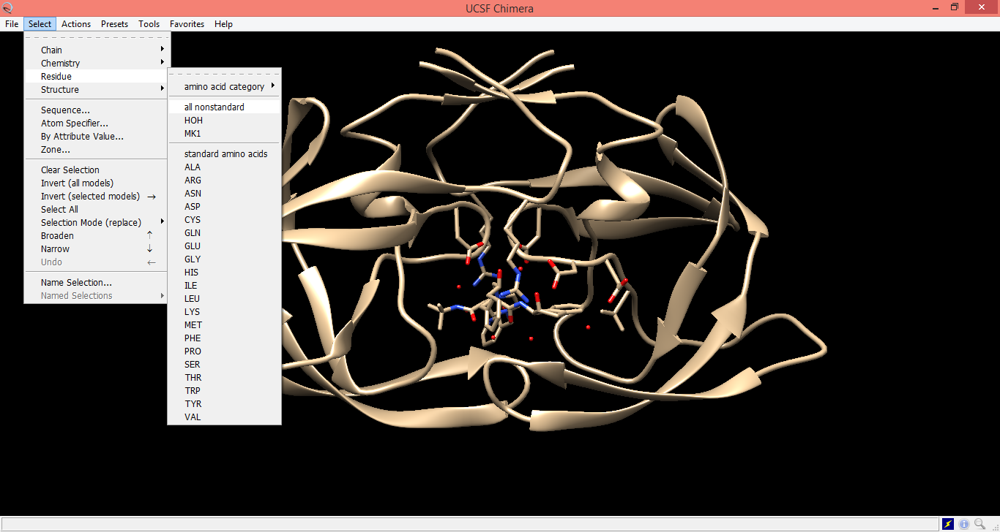 UCSF Chimera
File Select Actions Presets Tools Favorites Help
Chain
Chemistry
Residue
Structure
Sequence...
Atom Specifier...
By Attribute Value...
Zone...
Clear Selection
Invert (all models)
Invert (selected models) →
Select All
Selection Mode (replace)
Broaden ↑
Narrow ↓
Undo ←
Name Selection...
Named Selections
amino acid category
all nonstandard
HOH
MK1
standard amino acids
ALA
ARG
ASN
ASP
CYS
GLN
GLU
GLY
HIS
ILE
LEU
LYS
MET
PHE
PRO
SER
THR
TRP
TYR
VAL